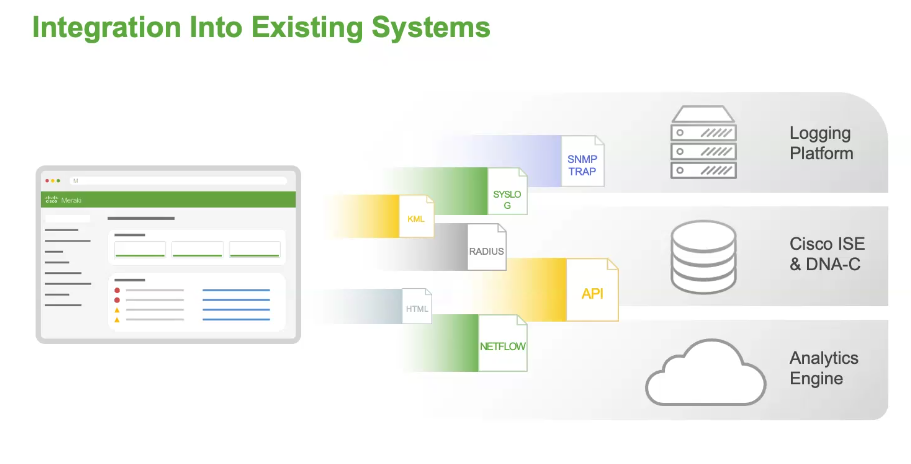 Integration Into Existing Systems
cisco Meraki
SNMP
TRAP
SYSLO
G
KML
RADIUS
API
HTML
NETFLOW
Logging
Platform
Cisco ISE
& DNA-C
Analytics
Engine